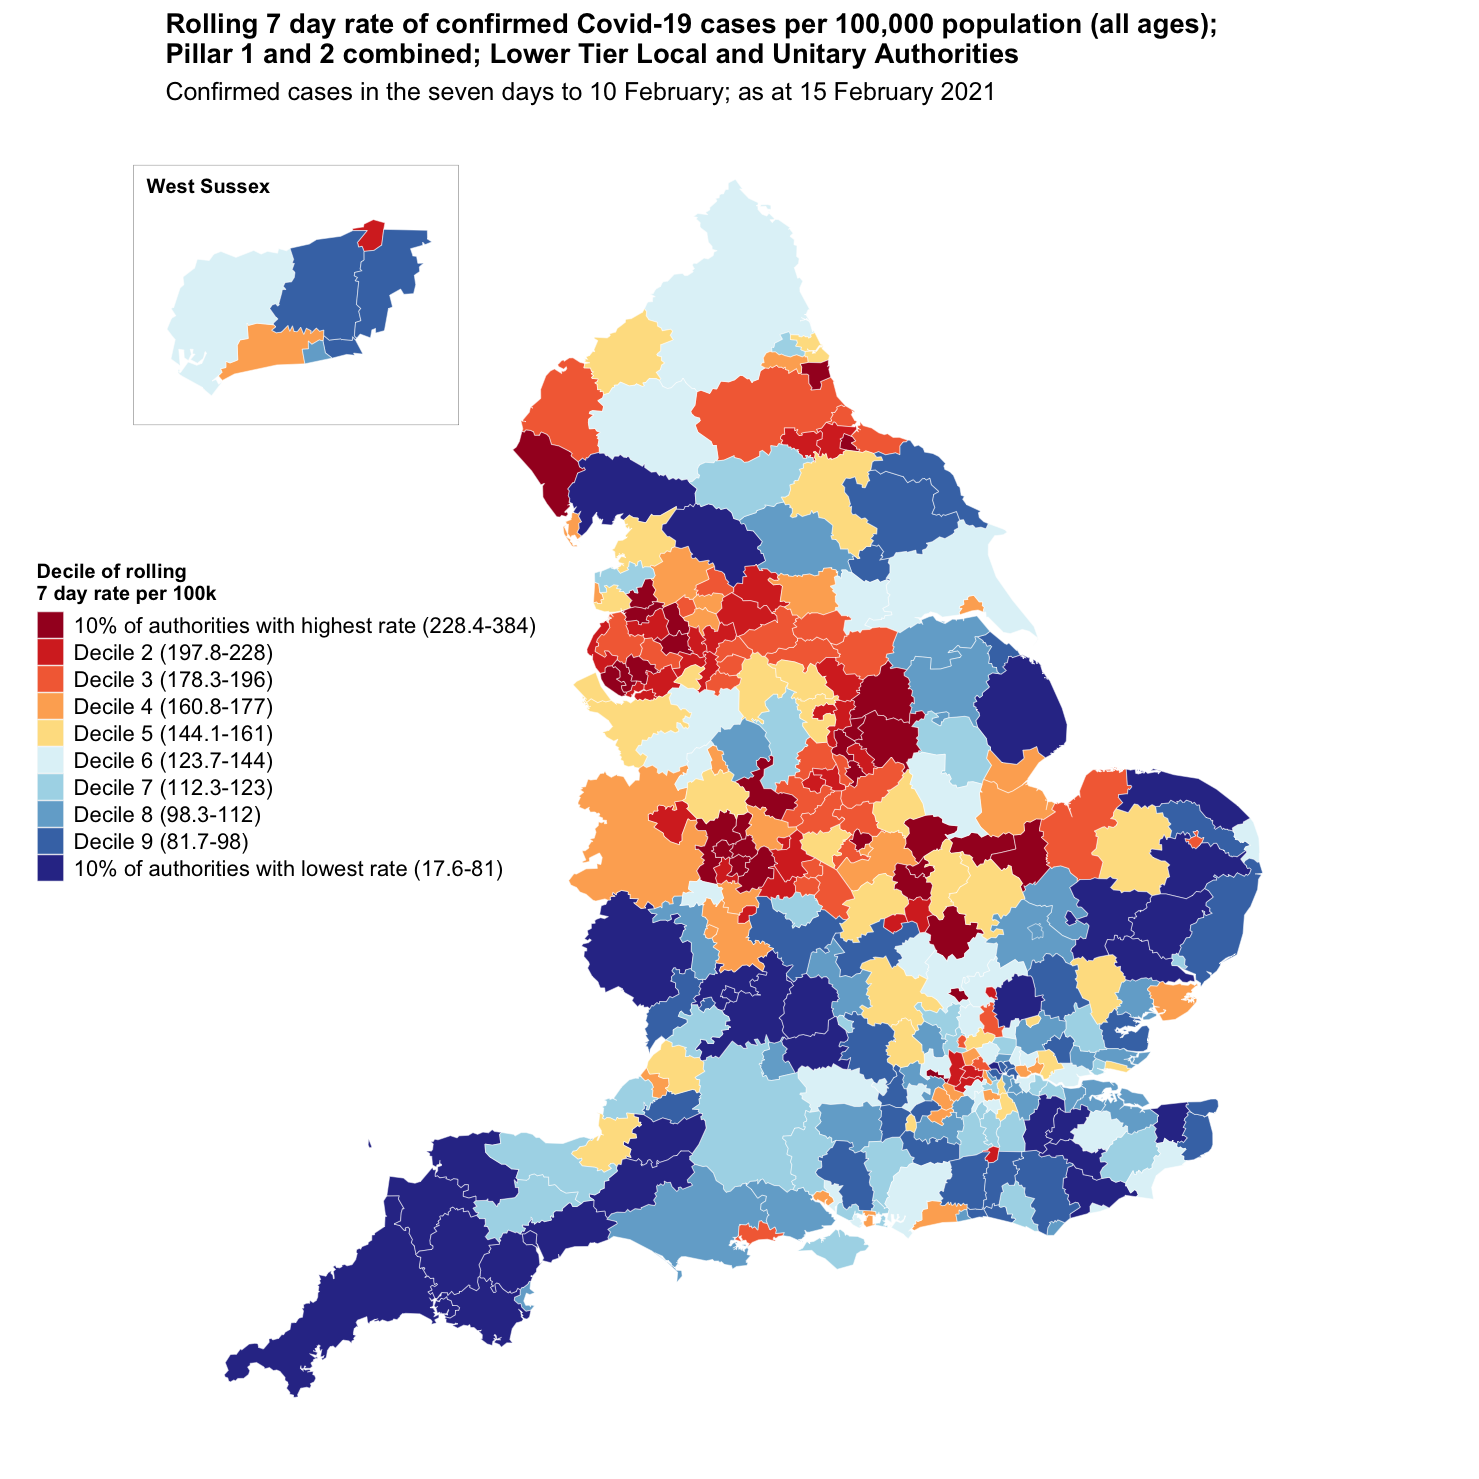 Rolling 7 day rate of confirmed Covid-19 cases per 100,000 population (all ages);
Pillar 1 and 2 combined; Lower Tier Local and Unitary Authorities
Confirmed cases in the seven days to 10 February; as at 15 February 2021
West Sussex
Decile of rolling
7 day rate per 100k
10% of authorities with highest rate (228.4-384)
Decile 2 (197.8-228)
Decile 3 (178.3-196)
Decile 4 (160.8-177)
Decile 5 (144.1-161)
Decile 6 (123.7-144)
Decile 7 (112.3-123)
Decile 8 (98.3-112)
Decile 9 (81.7-98)
10% of authorities with lowest rate (17.6-81)